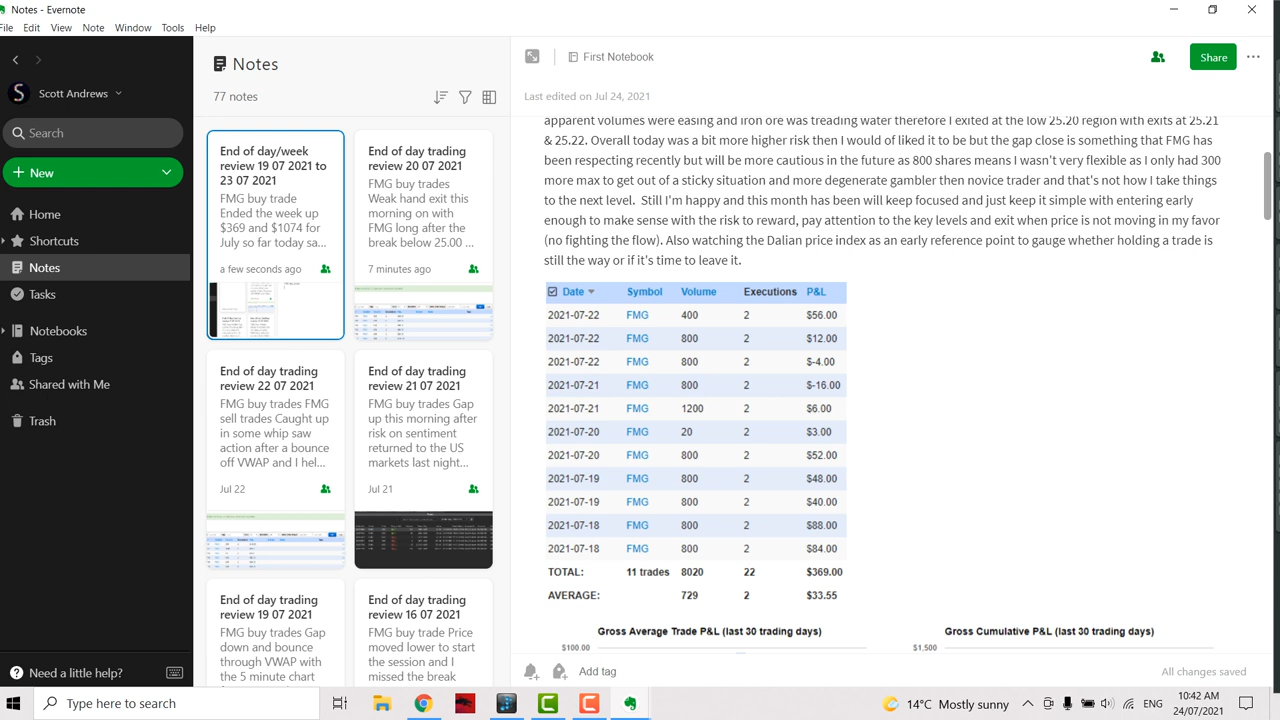 Notes - Evernote
File Edit View Note Window Tools Help
Scott Andrews
Search
New
Home
Shortcuts
Notes
Tasks
Notebooks
Tags
Shared with Me
Trash
Need a little help?
Notes
77 notes
End of day/week
review 19 07 2021 to
23 07 2021
FMG buy trade
Ended the week up
$369 and $1074 for
July so far today sa...
a few seconds ago
End of day trading
review 20 07 2021
FMG buy trades
Weak hand exit this
morning on with
FMG long after the
break below 25.00 ...
7 minutes ago
End of day trading
review 22 07 2021
FMG buy trades FMG
sell trades Caught up
in some whip saw
action after a bounce
off VWAP and I hel...
Jul 22
End of day trading
review 21 07 2021
FMG buy trades Gap
up this morning after
risk on sentiment
returned to the US
markets last night...
Jul 21
End of day trading
review 19 07 2021
FMG buy trades Gap
down and bounce
through VWAP with
the 5 minute chart
End of day trading
review 16 07 2021
FMG buy trade Price
moved lower to start
the session and I
missed the break
First Notebook
Share
Last edited on Jul 24, 2021
apparent volumes were easing and iron ore was treading water therefore I exited at the low 25.20 region with exits at 25.21
& 25.22. Overall today was a bit more higher risk then I would of liked it to be but the gap close is something that FMG has
been respecting recently but will be more cautious in the future as 800 shares means I wasn't very flexible as I only had 300
more max to get out of a sticky situation and more degenerate gambler then novice trader and that's not how I take things
to the next level. Still I'm happy and this month has been will keep focused and just keep it simple with entering early
enough to make sense with the risk to reward, pay attention to the key levels and exit when price is not moving in my favor
(no fighting the flow). Also watching the Dalian price index as an early reference point to gauge whether holding a trade is
still the way or if it's time to leave it.
Date Symbol Volume Executions P&L
2021-07-22 FMG 400 2
2021-07-22 FMG 800 2 $12.00
2021-07-22 FMG 800 2 $-4.00
2021-07-21 FMG 800 2 $-16.00
2021-07-21 FMG 1200 2 $6.00
2021-07-20 FMG 20 2 $3.00
2021-07-20 FMG 800 2 $52.00
2021-07-19 FMG 800 2 $48.00
2021-07-19 FMG 800 2 $40.00
2021-07-18 FMG 800 2 $88.00
2021-07-18 FMG 800 2 $84.00
TOTAL: 11 trades 8020 22 $369.00
AVERAGE: 729 2 $33.55
Gross Average Trade P&L (last 30 trading days)
$100.00
Gross Cumulative P&L (last 30 trading days)
$1,500
Add tag
All changes saved
Type here to search
14°C Mostly sunny
ENG
10:42 AM
24/07/2021